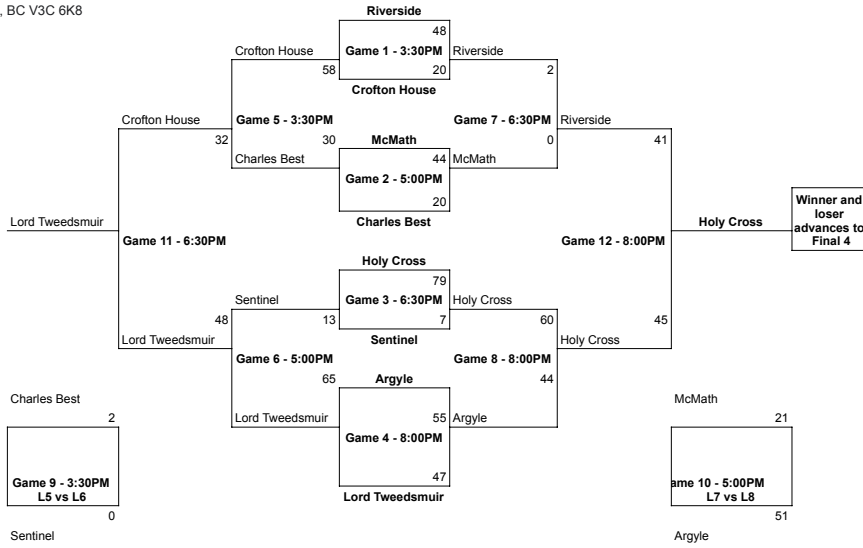 , BC V3C 6K8
Riverside
48
Crofton House
Game 1 - 3:30PM
Riverside
58
20
2
Crofton House
Crofton House
Game 5 - 3:30PM
Game 7 - 6:30PM
Riverside
32
30
McMath
0
41
Charles Best
44
McMath
Game 2 - 5:00PM
20
Charles Best
Lord Tweedsmuir
Holy Cross
Winner and
loser
advances to
Final 4
Game 11 - 6:30PM
Game 12 - 8:00PM
Holy Cross
79
Sentinel
Game 3 - 6:30PM
Holy Cross
48
13
7
60
45
Lord Tweedsmuir
Sentinel
Holy Cross
Game 6 - 5:00PM
Game 8 - 8:00PM
65
Argyle
44
Charles Best
McMath
2
Lord Tweedsmuir
55
Argyle
21
Game 4 - 8:00PM
Game 9 - 3:30PM
L5 vs L6
47
ame 10 - 5:00PM
L7 vs L8
Lord Tweedsmuir
0
51
Sentinel
Argyle